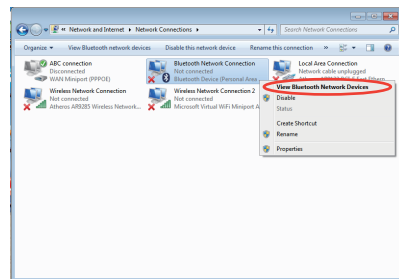 « Network and Internet ▸ Network Connections ▸
Search Network Connections
Organize ▾ View Bluetooth network devices Disable this network device Rename this connection »
ABC connection
Disconnected
WAN Miniport (PPPOE)
Bluetooth Network Connection
Not connected
Bluetooth Device (Personal Area ...
Local Area Connection
Network cable unplugged
Wireless Network Connection
Not connected
Atheros AR9285 Wireless Network...
Wireless Network Connection 2
Not connected
Microsoft Virtual WiFi Miniport A
View Bluetooth Network Devices
Disable
Status
Create Shortcut
Rename
Properties